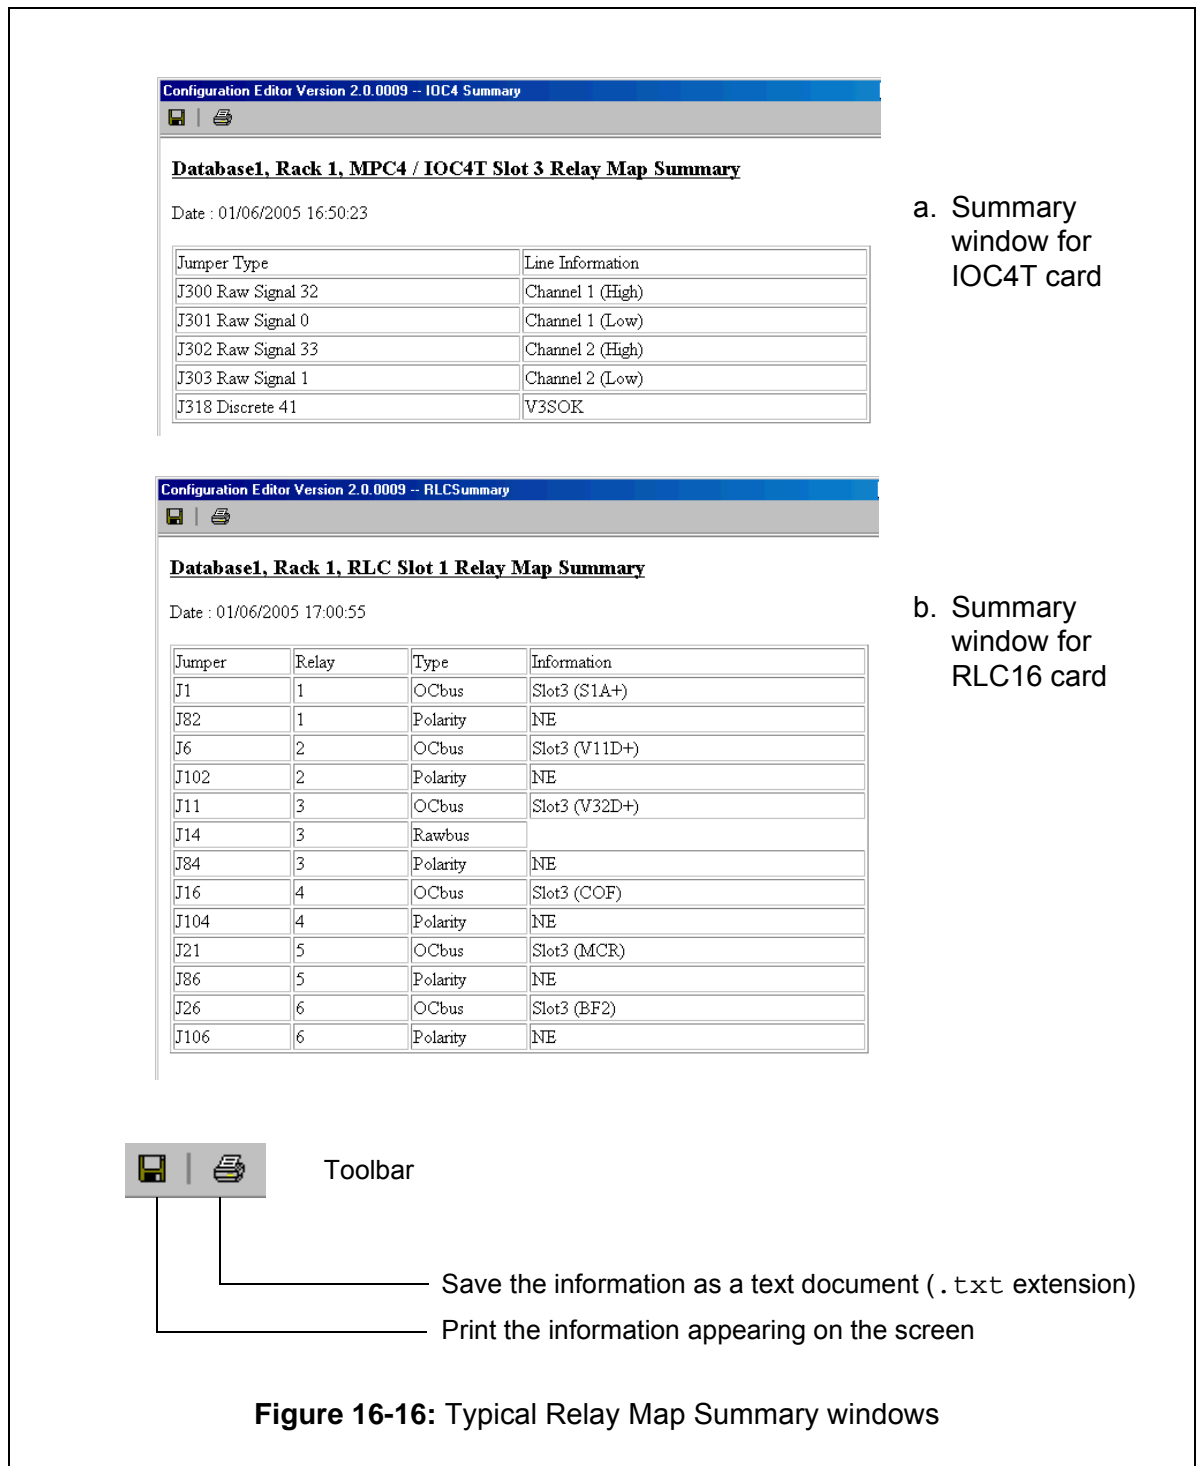 Configuration Editor Version 2.0.0009 -- IOC4 Summary
Database1, Rack 1, MPC4 / IOC4T Slot 3 Relay Map Summary
Date : 01/06/2005 16:50:23
Jumper Type Line Information
J300 Raw Signal 32 Channel 1 (High)
J301 Raw Signal 0 Channel 1 (Low)
J302 Raw Signal 33 Channel 2 (High)
J303 Raw Signal 1 Channel 2 (Low)
J318 Discrete 41 V3SOK
a. Summary
window for
IOC4T card
Configuration Editor Version 2.0.0009 -- RLCSummary
Database1, Rack 1, RLC Slot 1 Relay Map Summary
Date : 01/06/2005 17:00:55
Jumper Relay Type Information
J1 1 OCbus Slot3 (S1A+)
J82 1 Polarity NE
J6 2 OCbus Slot3 (V11D+)
J102 2 Polarity NE
J11 3 OCbus Slot3 (V32D+)
J14 3 Rawbus
J84 3 Polarity NE
J16 4 OCbus Slot3 (COF)
J104 4 Polarity NE
J21 5 OCbus Slot3 (MCR)
J86 5 Polarity NE
J26 6 OCbus Slot3 (BF2)
J106 6 Polarity NE
b. Summary
window for
RLC16 card
Toolbar
Save the information as a text document (.txt extension)
Print the information appearing on the screen
Figure 16-16: Typical Relay Map Summary windows